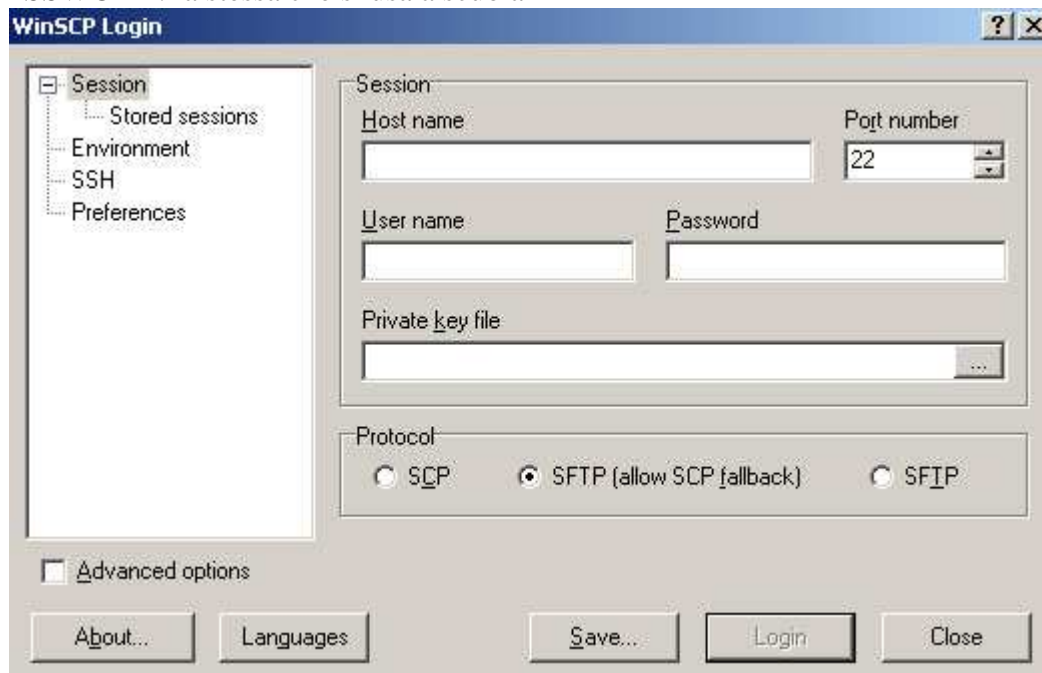 WinSCP Login
Session
Stored sessions
Environment
SSH
Preferences
Session
Host name
Port number
22
User name
Password
Private key file
...
Protocol
SCP
SFTP (allow SCP fallback)
SFTP
Advanced options
About...
Languages
Save...
Login
Close